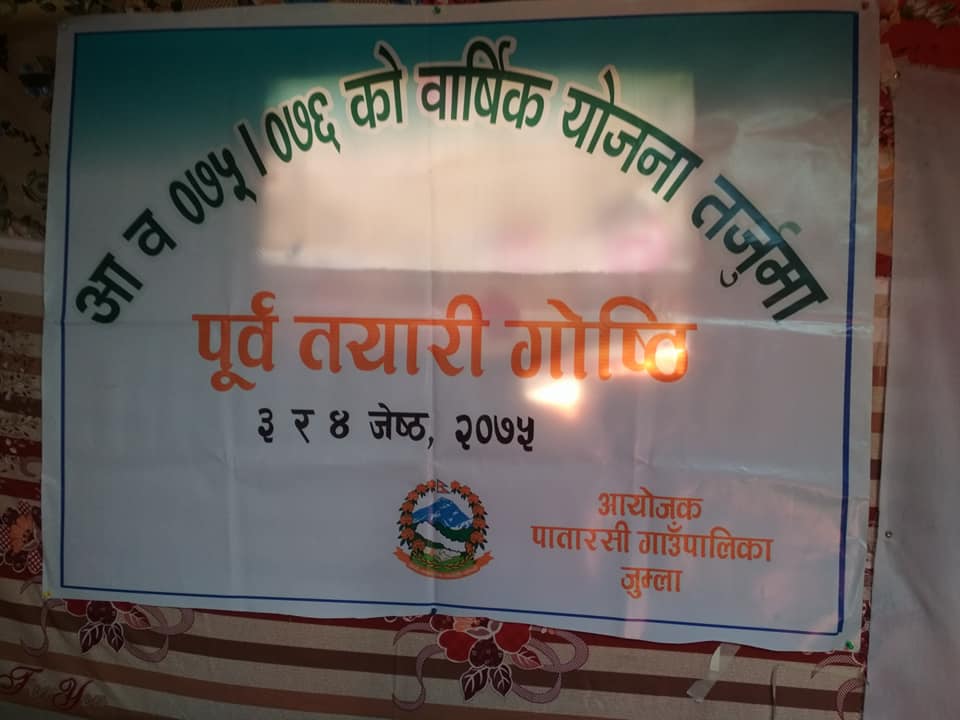 आ व ०७५।०७६ को वार्षिक योजना तर्जुमा
पूर्व तयारी गोष्ठि
३ र ४ जेष्ठ, २०७५
आयोजक
पातारसी गाउँपालिका
जुम्ला